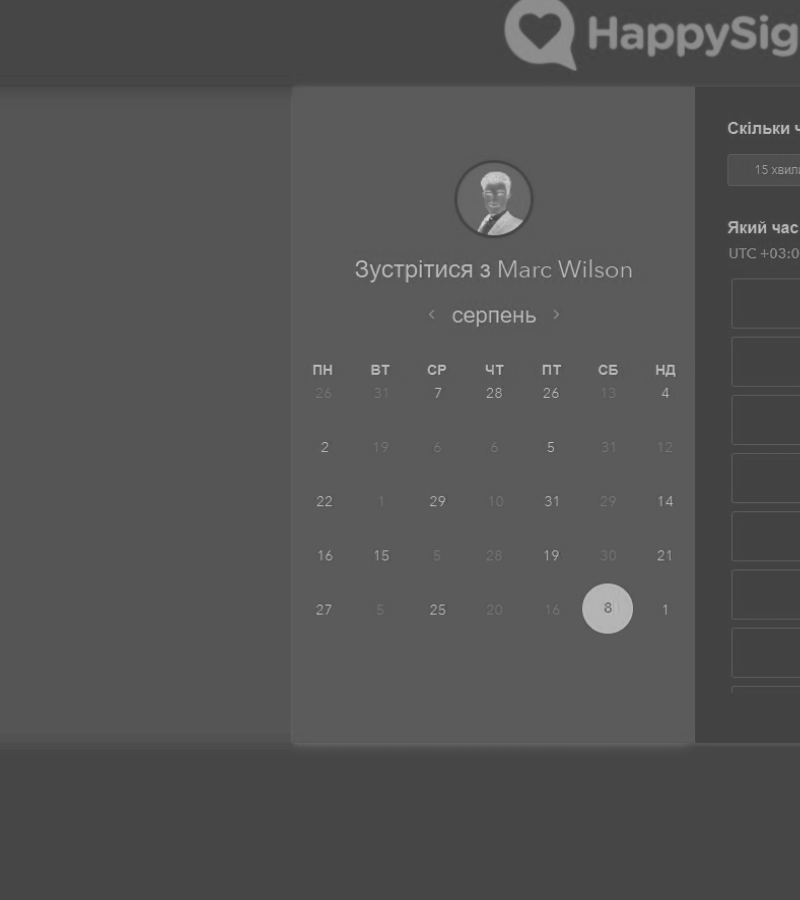 HappySig
Скільки ч
15 хвили
Який час
UTC +03:0
Зустрітися з Marc Wilson
серпень
ПН ВТ СР ЧТ ПТ СБ НД
26 31 7 28 26 13 4
2 19 6 6 5 31 12
22 1 29 10 31 29 14
16 15 5 28 19 30 21
27 5 25 20 16 8 1